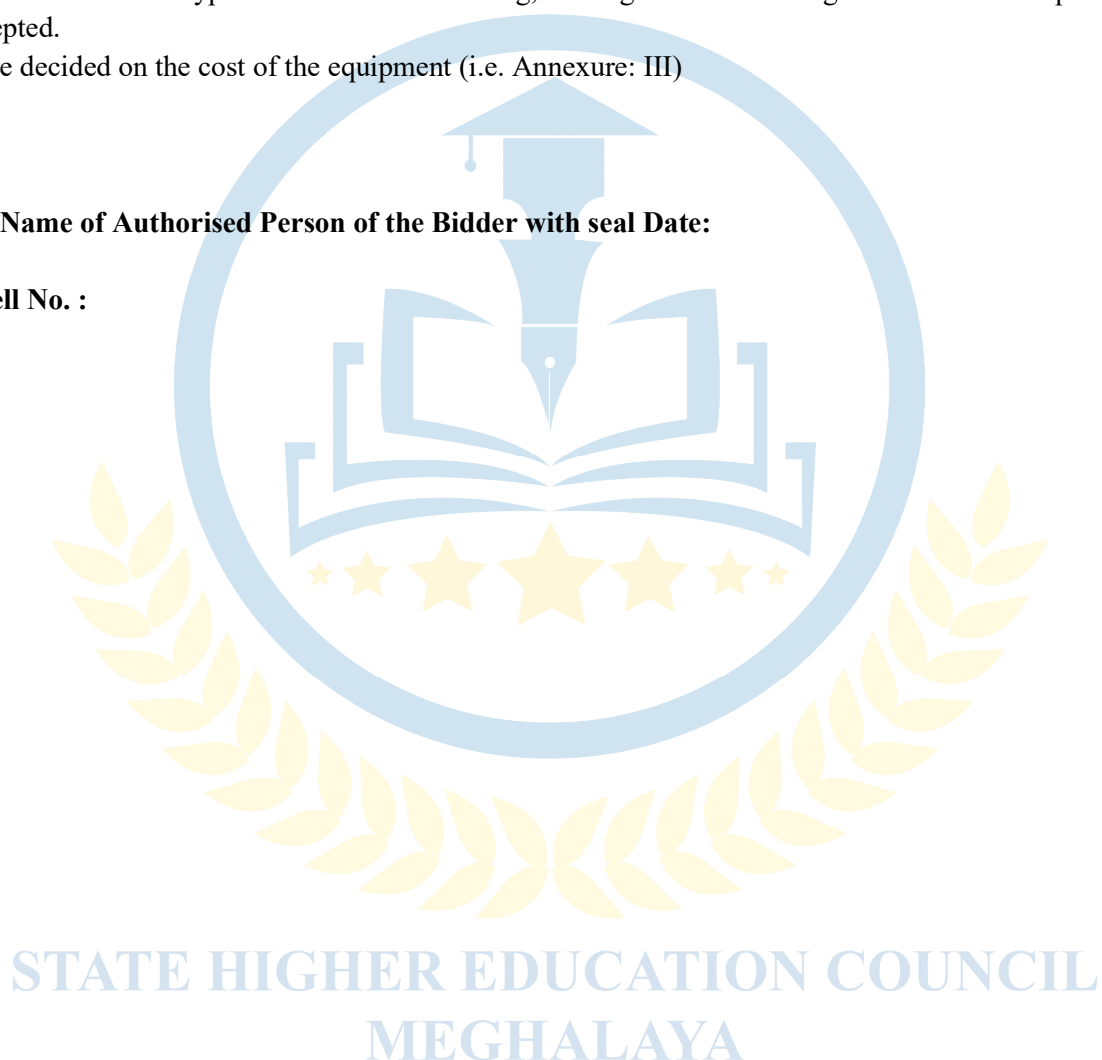 epted.
e decided on the cost of the equipment (i.e. Annexure: III)
Name of Authorised Person of the Bidder with seal Date:
ell No. :
STATE HIGHER EDUCATION COUNCIL
MEGHALAYA